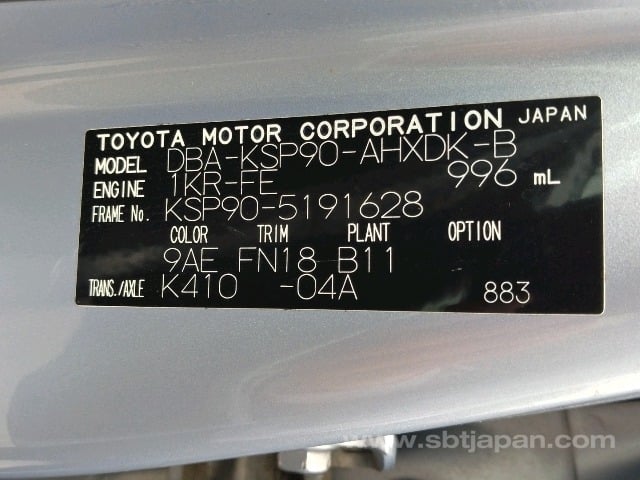 TOYOTA MOTOR CORPORATION JAPAN
MODEL DBA-KSP90-AHXDK-B
ENGINE 1KR-FE 996 mL
FRAME No. KSP90-5191628
COLOR TRIM PLANT OPTION
9AE FN18 B11
TRANS./AXLE K410 -04A 883
www.sbtjapan.com